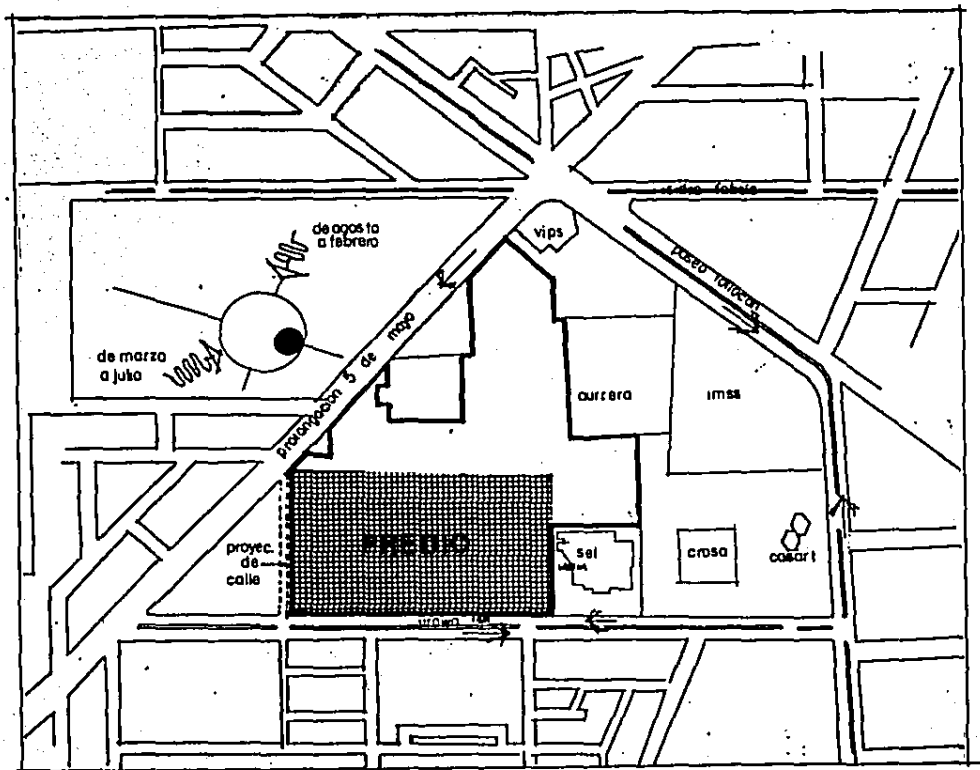 vips
de agosto
a febrero
paseo tollocan
de marzo
a julio
prolongacion 5 de mayo
aurrera
imss
PREDIO
proyec.
de
calle
sei
crosa
casart